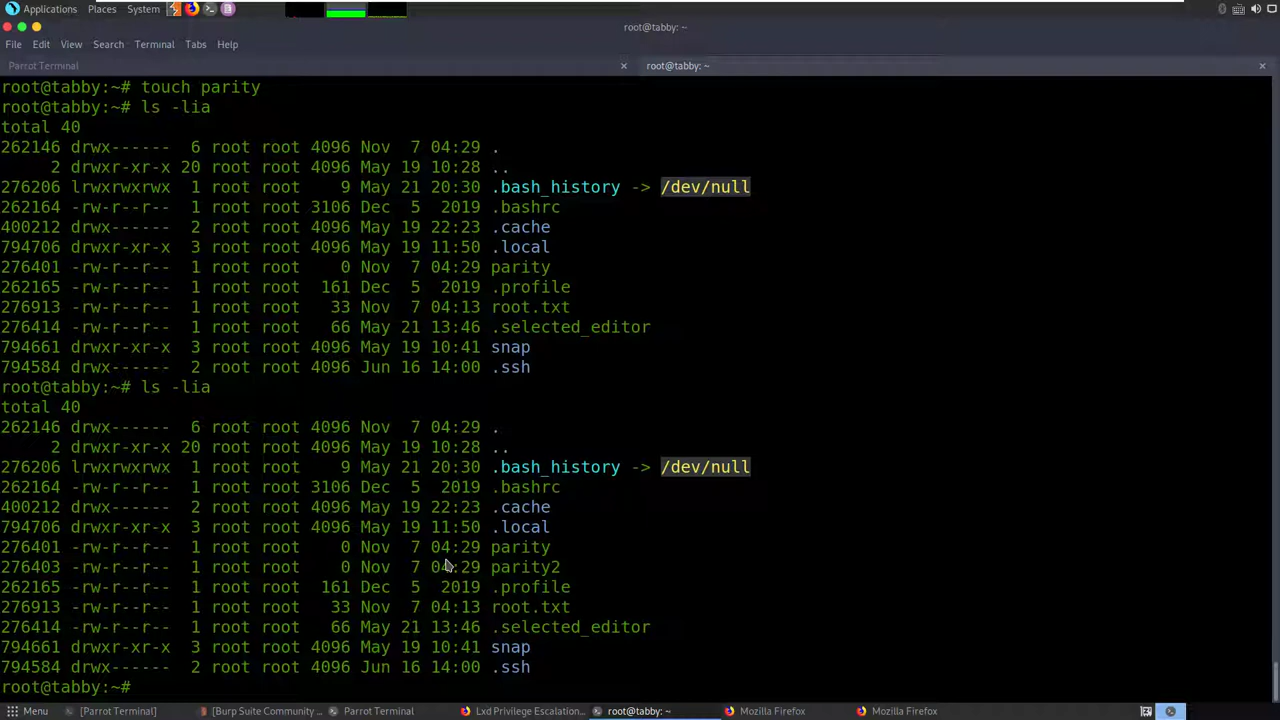 Applications Places System
root@tabby: ~
File Edit View Search Terminal Tabs Help
Parrot Terminal × root@tabby: ~ ×
root@tabby:~# touch parity
root@tabby:~# ls -lia
total 40
262146 drwx------  6 root root 4096 Nov  7 04:29 .
     2 drwxr-xr-x 20 root root 4096 May 19 10:28 ..
276206 lrwxrwxrwx  1 root root    9 May 21 20:30 .bash_history -> /dev/null
262164 -rw-r--r--  1 root root 3106 Dec  5  2019 .bashrc
400212 drwx------  2 root root 4096 May 19 22:23 .cache
794706 drwxr-xr-x  3 root root 4096 May 19 11:50 .local
276401 -rw-r--r--  1 root root    0 Nov  7 04:29 parity
262165 -rw-r--r--  1 root root  161 Dec  5  2019 .profile
276913 -rw-r--r--  1 root root   33 Nov  7 04:13 root.txt
276414 -rw-r--r--  1 root root   66 May 21 13:46 .selected_editor
794661 drwxr-xr-x  3 root root 4096 May 19 10:41 snap
794584 drwx------  2 root root 4096 Jun 16 14:00 .ssh
root@tabby:~# ls -lia
total 40
262146 drwx------  6 root root 4096 Nov  7 04:29 .
     2 drwxr-xr-x 20 root root 4096 May 19 10:28 ..
276206 lrwxrwxrwx  1 root root    9 May 21 20:30 .bash_history -> /dev/null
262164 -rw-r--r--  1 root root 3106 Dec  5  2019 .bashrc
400212 drwx------  2 root root 4096 May 19 22:23 .cache
794706 drwxr-xr-x  3 root root 4096 May 19 11:50 .local
276401 -rw-r--r--  1 root root    0 Nov  7 04:29 parity
276403 -rw-r--r--  1 root root    0 Nov  7 04:29 parity2
262165 -rw-r--r--  1 root root  161 Dec  5  2019 .profile
276913 -rw-r--r--  1 root root   33 Nov  7 04:13 root.txt
276414 -rw-r--r--  1 root root   66 May 21 13:46 .selected_editor
794661 drwxr-xr-x  3 root root 4096 May 19 10:41 snap
794584 drwx------  2 root root 4096 Jun 16 14:00 .ssh
root@tabby:~#
Menu [Parrot Terminal] [Burp Suite Community ... Parrot Terminal Lxd Privilege Escalation... root@tabby: ~ Mozilla Firefox Mozilla Firefox